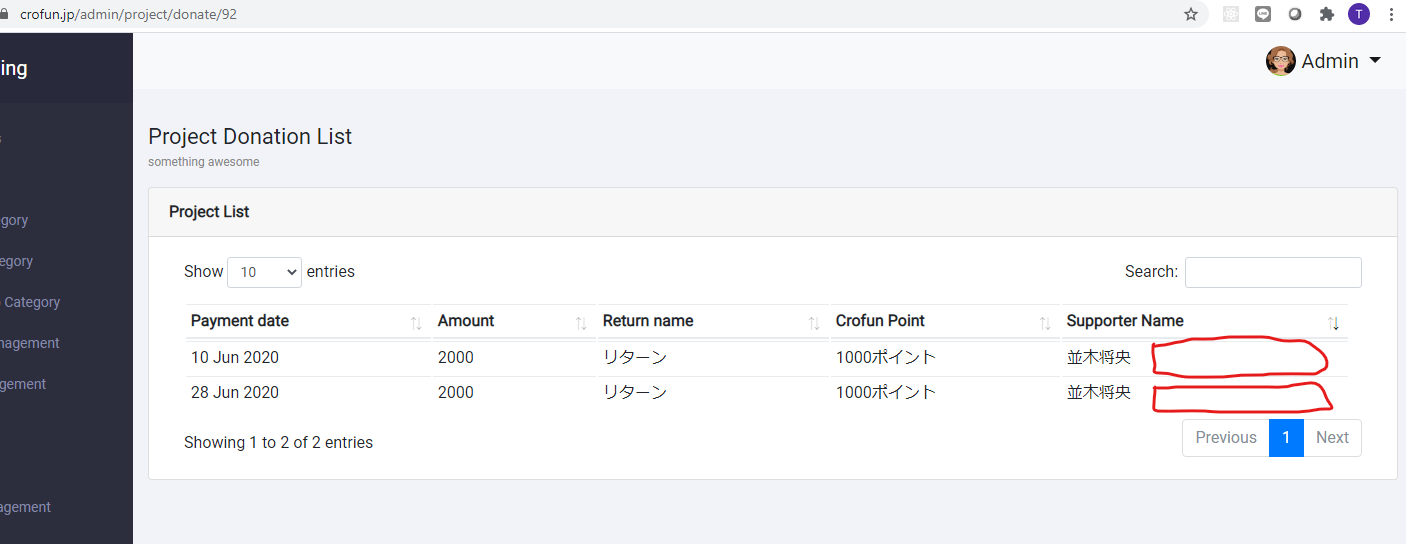 crofun.jp/admin/project/donate/92
T
ing
Admin
s
Project Donation List
something awesome
Project List
gory
egory
Category
nagement
gement
agement
Show 10 entries
Search:
Payment date Amount Return name Crofun Point Supporter Name
10 Jun 2020 2000 リターン 1000ポイント 並木将央
28 Jun 2020 2000 リターン 1000ポイント 並木将央
Showing 1 to 2 of 2 entries
Previous 1 Next